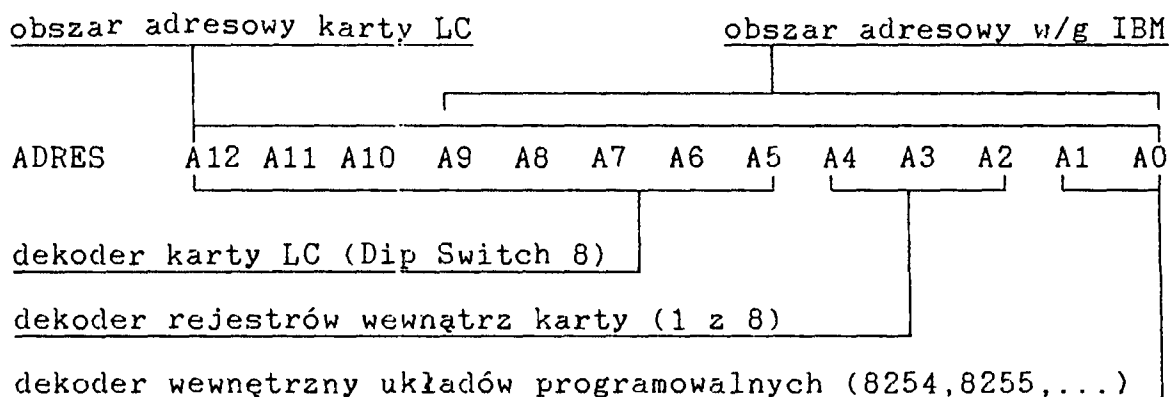 obszar adresowy karty LC obszar adresowy w/g IBM
ADRES A12 A11 A10 A9 A8 A7 A6 A5 A4 A3 A2 A1 A0
dekoder karty LC (Dip Switch 8)
dekoder rejestrów wewnątrz karty (1 z 8)
dekoder wewnętrzny układów programowalnych (8254,8255,...)